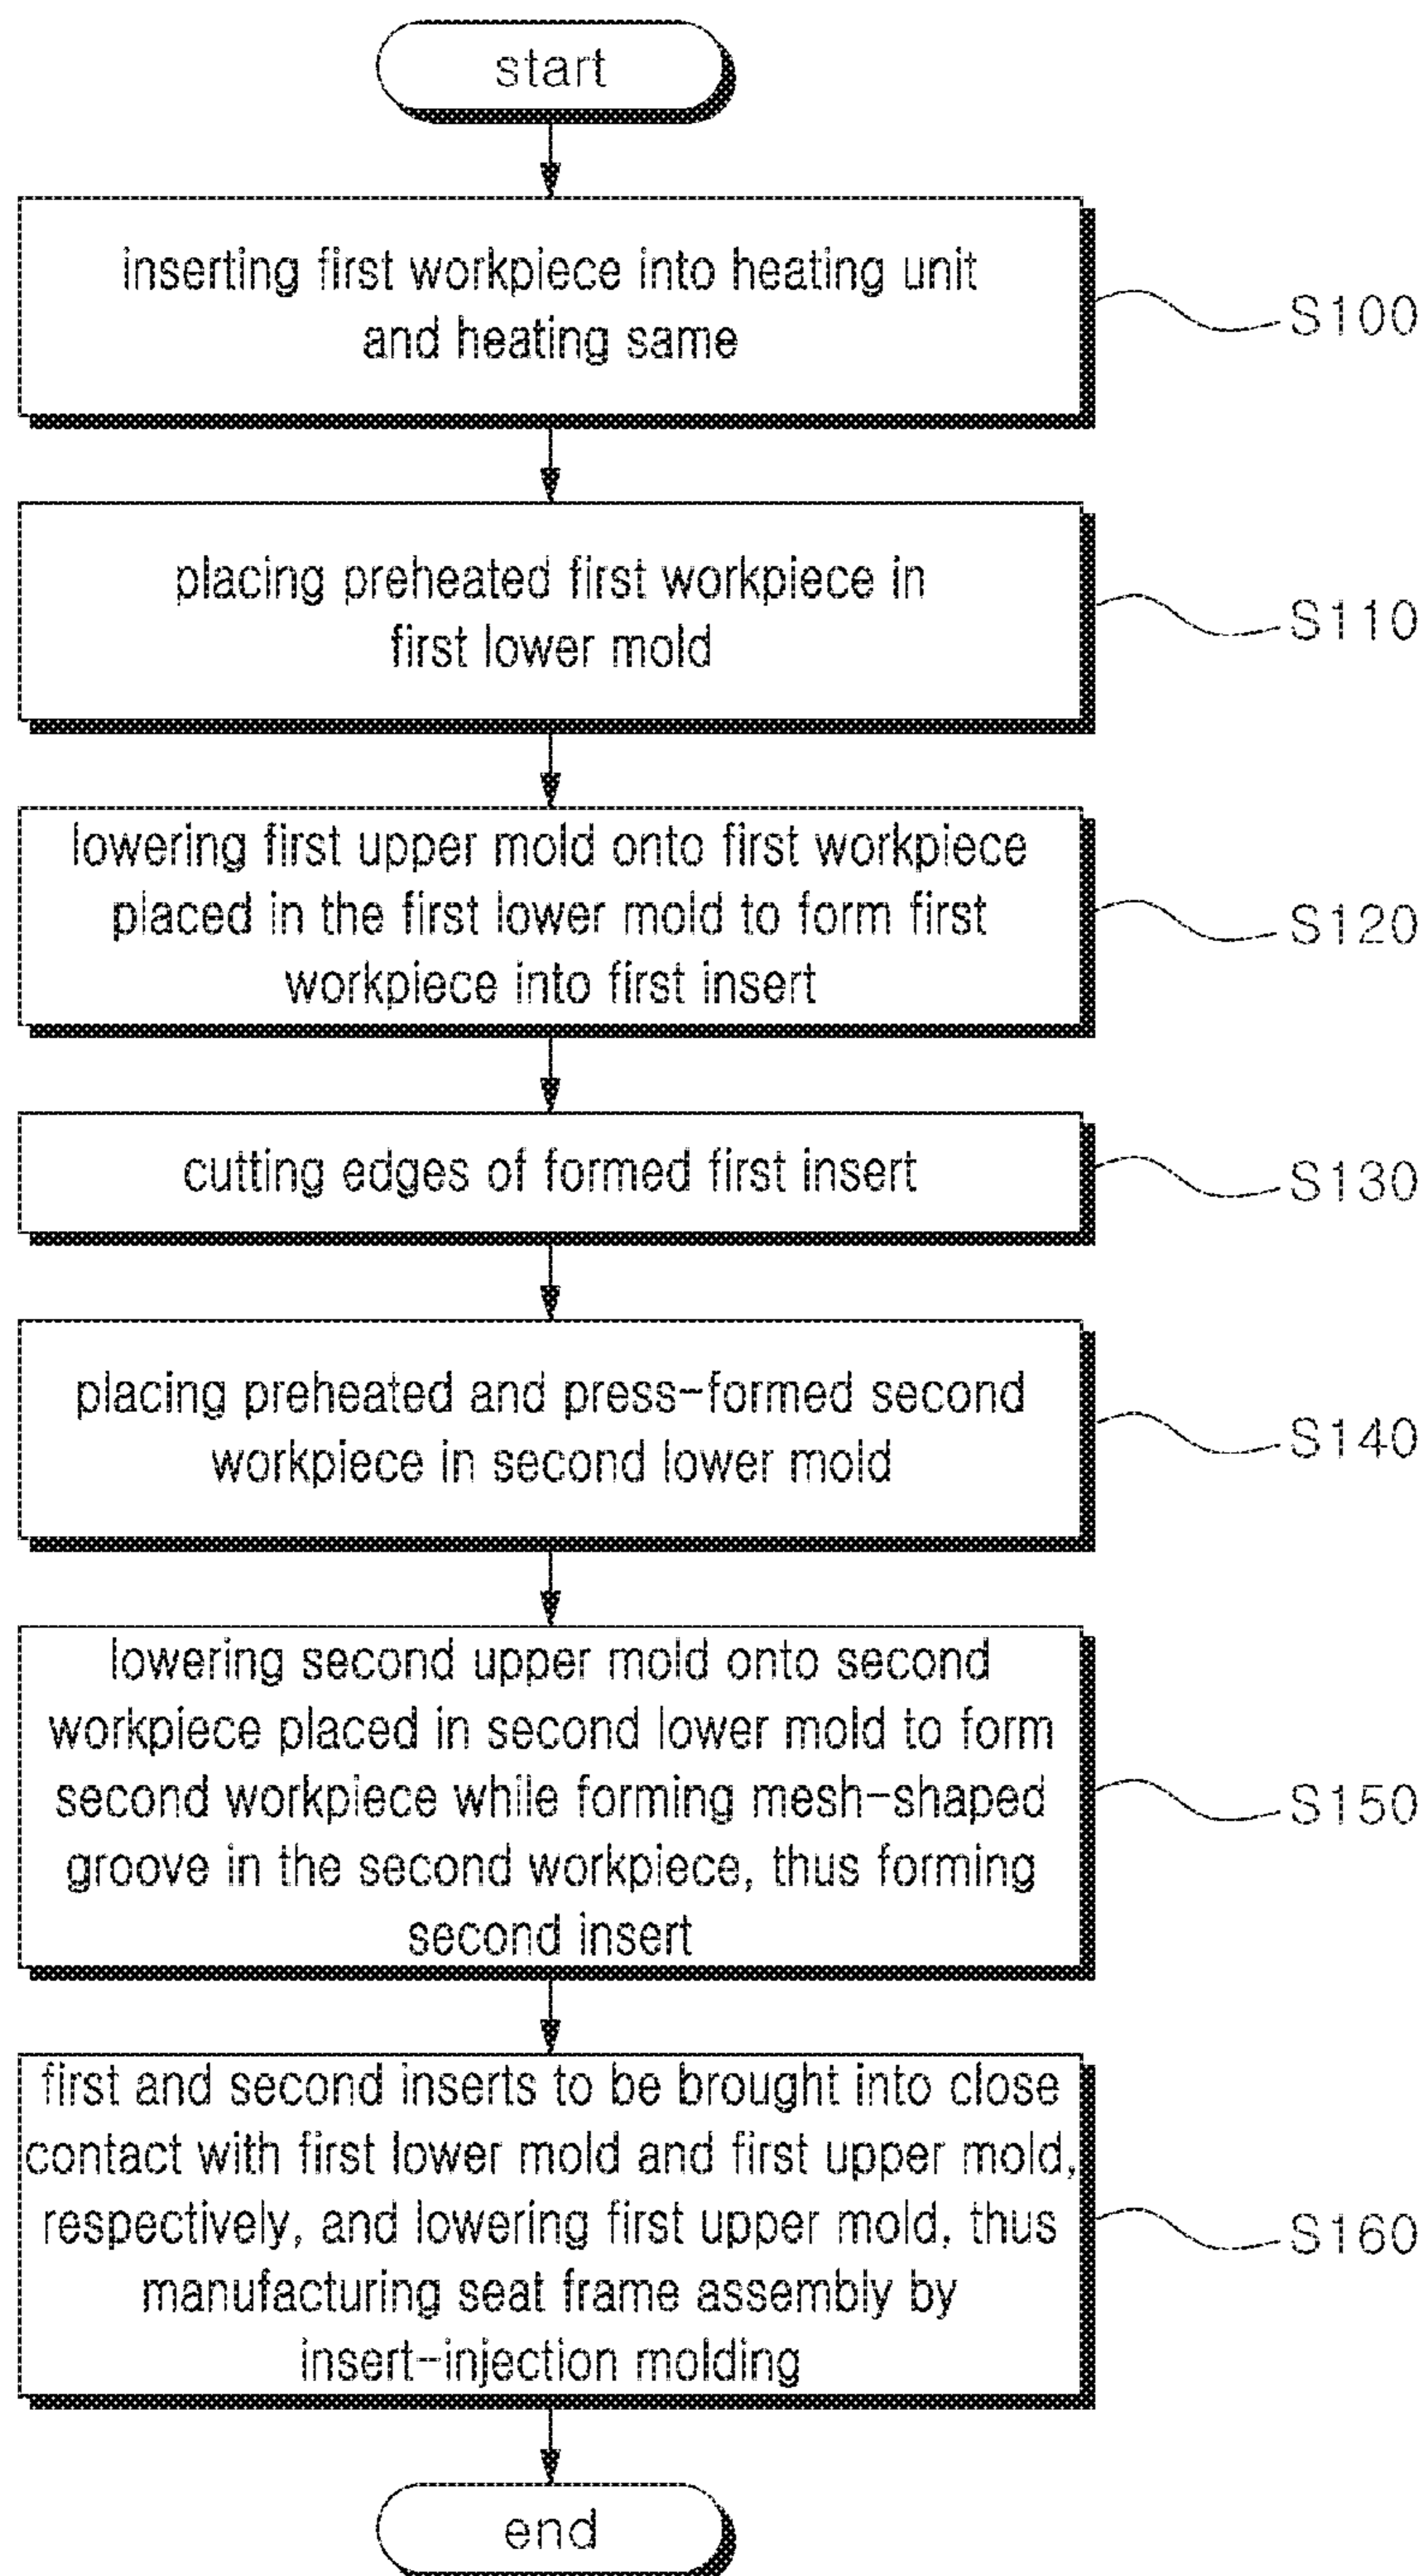 start
inserting first workpiece into heating unit
and heating same
S100
placing preheated first workpiece in
first lower mold
S110
lowering first upper mold onto first workpiece
placed in the first lower mold to form first
workpiece into first insert
S120
cutting edges of formed first insert
S130
placing preheated and press-formed second
workpiece in second lower mold
S140
lowering second upper mold onto second
workpiece placed in second lower mold to form
second workpiece while forming mesh-shaped
groove in the second workpiece, thus forming
second insert
S150
first and second inserts to be brought into close
contact with first lower mold and first upper mold,
respectively, and lowering first upper mold, thus
manufacturing seat frame assembly by
insert-injection molding
S160
end